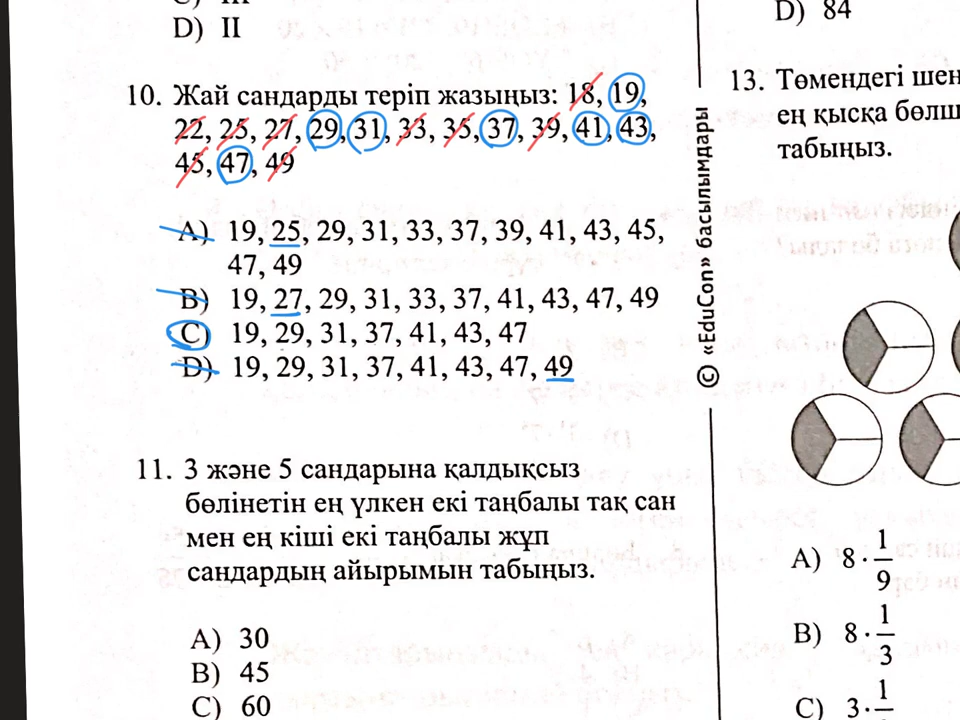 D) II
10. Жай сандарды теріп жазыңыз: 18, 19,
22, 25, 27, 29, 31, 33, 35, 37, 39, 41, 43,
45, 47, 49
A) 19, 25, 29, 31, 33, 37, 39, 41, 43, 45,
47, 49
B) 19, 27, 29, 31, 33, 37, 41, 43, 47, 49
C) 19, 29, 31, 37, 41, 43, 47
D) 19, 29, 31, 37, 41, 43, 47, 49
11. 3 және 5 сандарына қалдықсыз
бөлінетін ең үлкен екі таңбалы тақ сан
мен ең кіші екі таңбалы жұп
сандардың айырымын табыңыз.
A) 30
B) 45
C) 60
© «EduCon» басылымдары
D) 84
13. Төмендегі
ең қысқа
табыңыз.
A) 8 · 1/9
B) 8 · 1/3
C) 3 ·